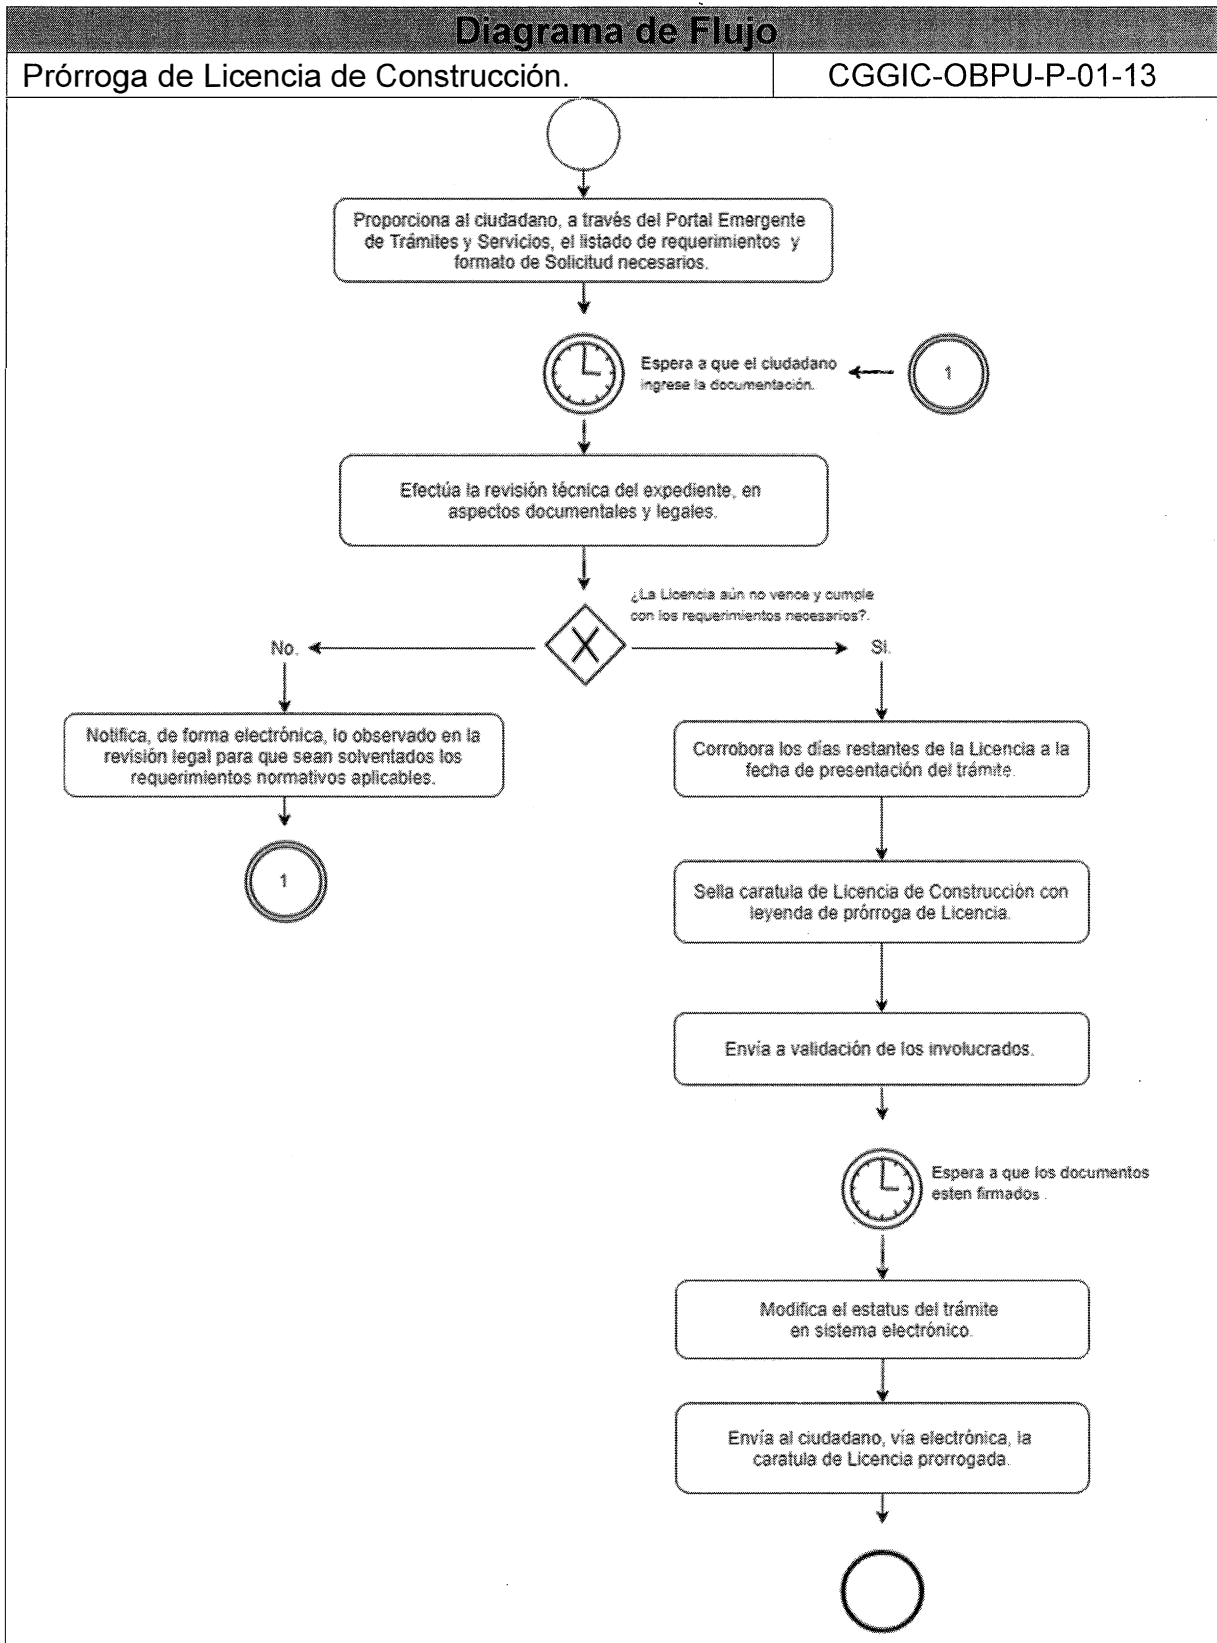 Diagrama de Flujo
Prórroga de Licencia de Construcción.
CGGIC-OBPU-P-01-13
Proporciona al ciudadano, a través del Portal Emergente
de Trámites y Servicios, el listado de requerimientos y
formato de Solicitud necesarios.
Espera a que el ciudadano
ingrese la documentación.
1
Efectúa la revisión técnica del expediente, en
aspectos documentales y legales.
¿La Licencia aún no vence y cumple
con los requerimientos necesarios?.
No.
Si.
Notifica, de forma electrónica, lo observado en la
revisión legal para que sean solventados los
requerimientos normativos aplicables.
1
Corrobora los días restantes de la Licencia a la
fecha de presentación del trámite.
Sella caratula de Licencia de Construcción con
leyenda de prórroga de Licencia.
Envía a validación de los involucrados.
Espera a que los documentos
esten firmados .
Modifica el estatus del trámite
en sistema electrónico.
Envía al ciudadano, vía electrónica, la
caratula de Licencia prorrogada.